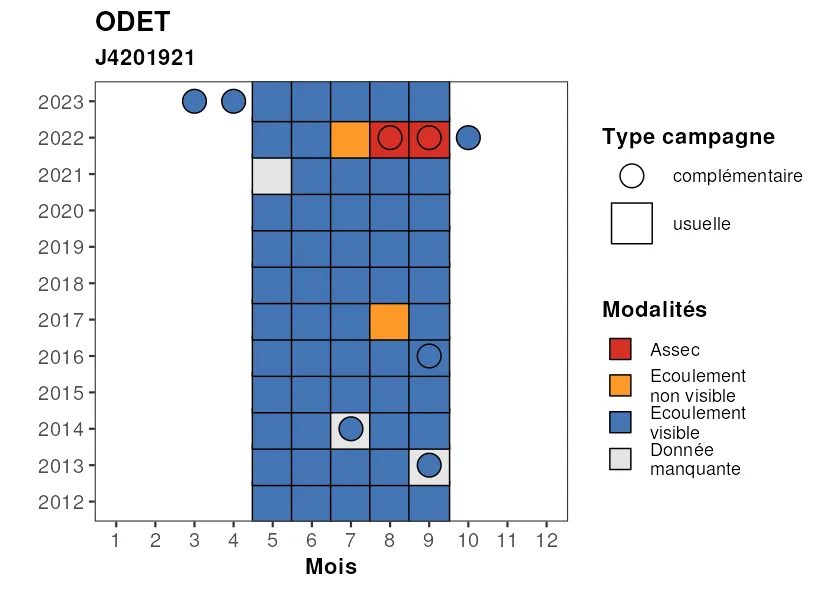 ODET
J4201921
2023
2022
2021
2020
2019
2018
2017
2016
2015
2014
2013
2012
1 2 3 4 5 6 7 8 9 10 11 12
Mois
Type campagne
complémentaire
usuelle
Modalités
Assec
Ecoulement
non visible
Ecoulement
visible
Donnée
manquante